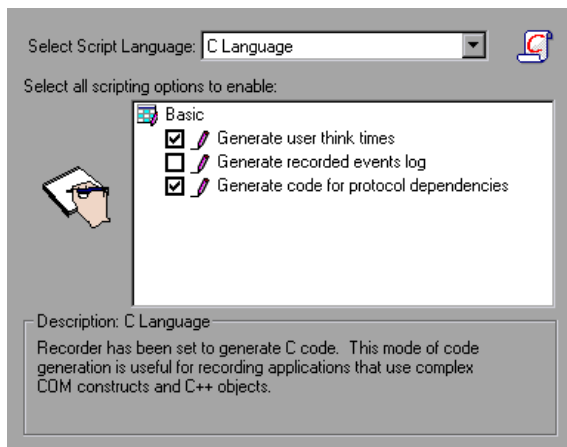 Select Script Language: C Language
C
Select all scripting options to enable:
Basic
Generate user think times
Generate recorded events log
Generate code for protocol dependencies
Description: C Language
Recorder has been set to generate C code. This mode of code
generation is useful for recording applications that use complex
COM constructs and C++ objects.